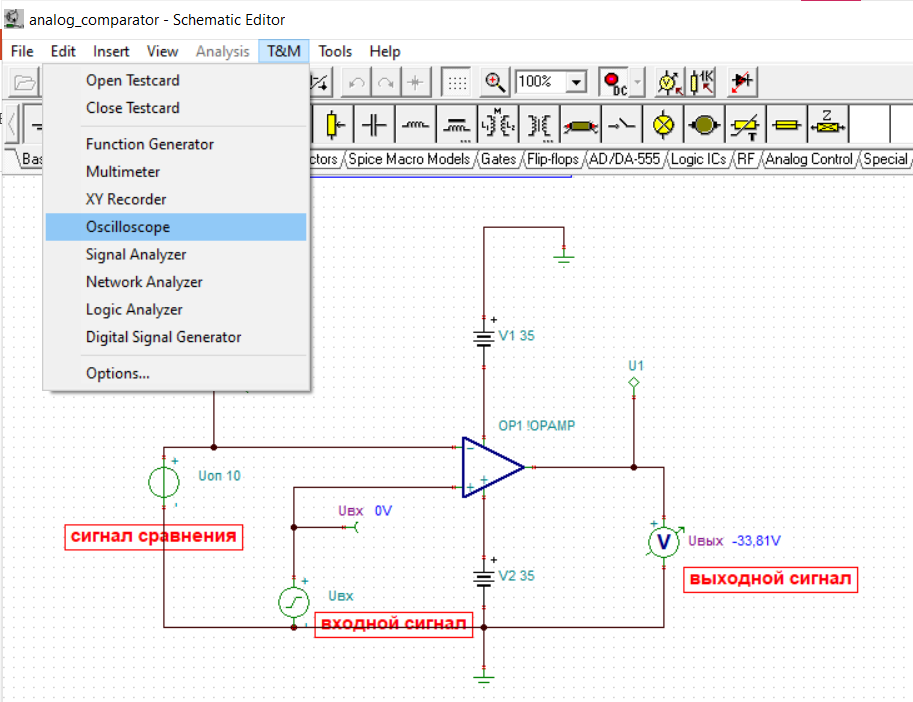 analog_comparator - Schematic Editor
File Edit Insert View Analysis T&M Tools Help
Open Testcard
Close Testcard
Function Generator
Multimeter
XY Recorder
Oscilloscope
Signal Analyzer
Network Analyzer
Logic Analyzer
Digital Signal Generator
Options...
100% DC 1K
M
Z
T
Spice Macro Models Gates Flip-flops AD/DA-555 Logic ICs RF Analog Control Special
V1 35
U1
OP1 !OPAMP
Uоп 10
Uвх 0V
сигнал сравнения
Uвых -33,81V
V
V2 35
выходной сигнал
Uвх
входной сигнал